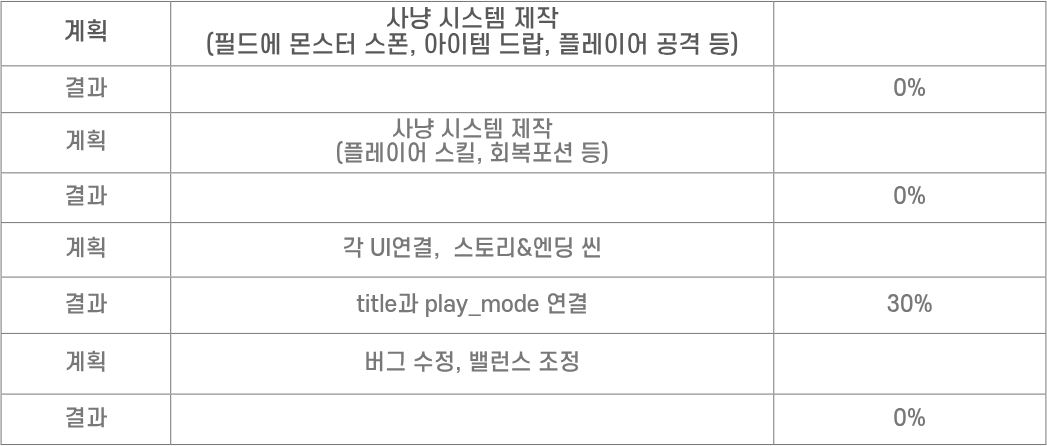 계획
사냥 시스템 제작
(필드에 몬스터 스폰, 아이템 드랍, 플레이어 공격 등)
결과
0%
계획
사냥 시스템 제작
(플레이어 스킬, 회복포션 등)
결과
0%
계획
각 UI연결,  스토리&엔딩 씬
결과
title과 play_mode 연결
30%
계획
버그 수정, 밸런스 조정
결과
0%